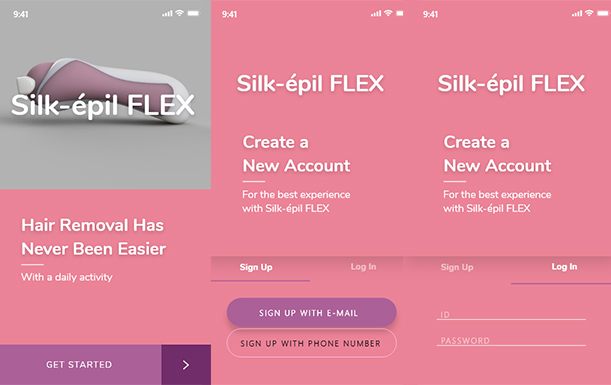 9:41
Silk-épil FLEX
Hair Removal Has
Never Been Easier
With a daily activity
GET STARTED
9:41
Silk-épil FLEX
Create a
New Account
For the best experience
with Silk-épil FLEX
Sign Up
Log In
SIGN UP WITH E-MAIL
SIGN UP WITH PHONE NUMBER
9:41
Silk-épil FLEX
Create a
New Account
For the best experience
with Silk-épil FLEX
Sign Up
Log In
ID
PASSWORD